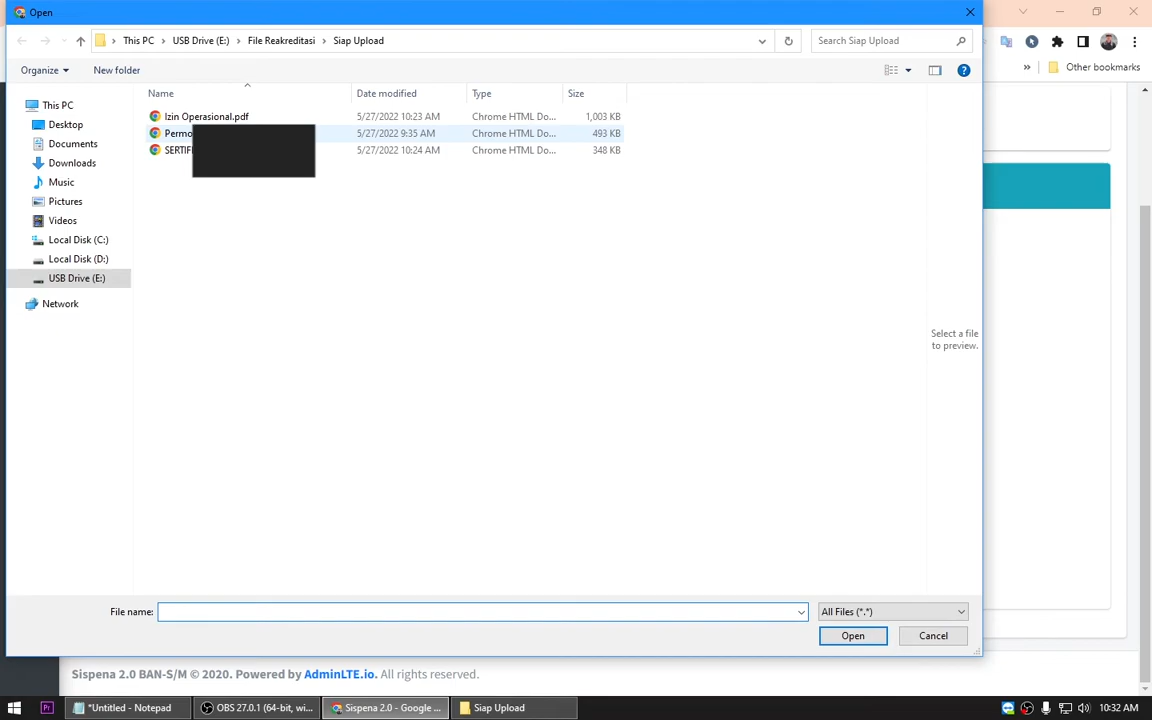 Open
This PC > USB Drive (E:) > File Reakreditasi > Siap Upload
Search Siap Upload
Organize
New folder
Other bookmarks
Name Date modified Type Size
This PC
Desktop
Documents
Downloads
Music
Pictures
Videos
Local Disk (C:)
Local Disk (D:)
USB Drive (E:)
Network
Izin Operasional.pdf 5/27/2022 10:23 AM Chrome HTML Do... 1,003 KB
Permo 5/27/2022 9:35 AM Chrome HTML Do... 493 KB
SERTIF 5/27/2022 10:24 AM Chrome HTML Do... 348 KB
Select a file
to preview.
File name:
All Files (*.*)
Open Cancel
Sispena 2.0 BAN-S/M © 2020. Powered by AdminLTE.io. All rights reserved.
Pr
*Untitled - Notepad
OBS 27.0.1 (64-bit, wi...
Sispena 2.0 - Google ...
Siap Upload
10:32 AM